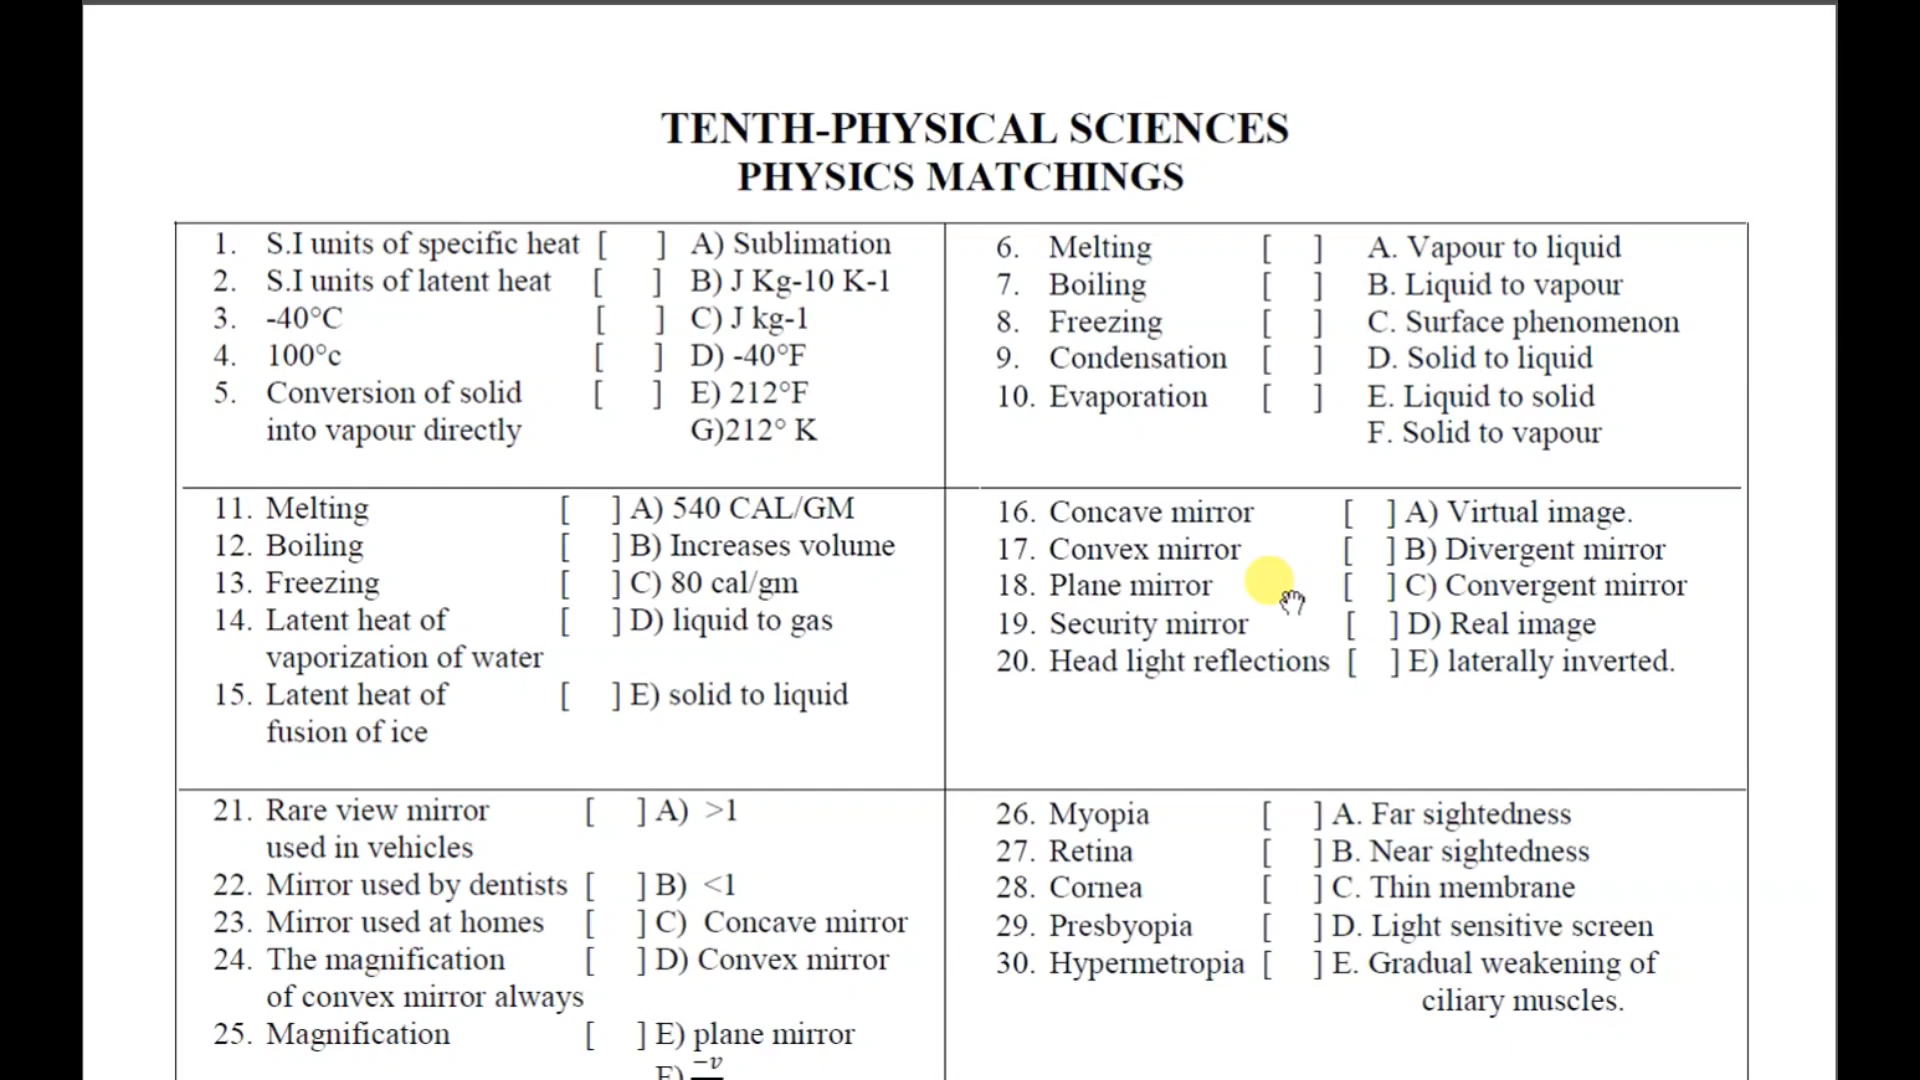 TENTH-PHYSICAL SCIENCES
PHYSICS MATCHINGS
1. S.I units of specific heat [ ] A) Sublimation
2. S.I units of latent heat [ ] B) J Kg-10 K-1
3. -40°C [ ] C) J kg-1
4. 100°c [ ] D) -40°F
5. Conversion of solid [ ] E) 212°F
into vapour directly G)212° K
6. Melting [ ] A. Vapour to liquid
7. Boiling [ ] B. Liquid to vapour
8. Freezing [ ] C. Surface phenomenon
9. Condensation [ ] D. Solid to liquid
10. Evaporation [ ] E. Liquid to solid
F. Solid to vapour
11. Melting [ ] A) 540 CAL/GM
12. Boiling [ ] B) Increases volume
13. Freezing [ ] C) 80 cal/gm
14. Latent heat of [ ] D) liquid to gas
vaporization of water
15. Latent heat of [ ] E) solid to liquid
fusion of ice
16. Concave mirror [ ] A) Virtual image.
17. Convex mirror [ ] B) Divergent mirror
18. Plane mirror [ ] C) Convergent mirror
19. Security mirror [ ] D) Real image
20. Head light reflections [ ] E) laterally inverted.
21. Rare view mirror [ ] A) >1
used in vehicles
22. Mirror used by dentists [ ] B) <1
23. Mirror used at homes [ ] C) Concave mirror
24. The magnification [ ] D) Convex mirror
of convex mirror always
25. Magnification [ ] E) plane mirror
F) −v
26. Myopia [ ] A. Far sightedness
27. Retina [ ] B. Near sightedness
28. Cornea [ ] C. Thin membrane
29. Presbyopia [ ] D. Light sensitive screen
30. Hypermetropia [ ] E. Gradual weakening of
ciliary muscles.